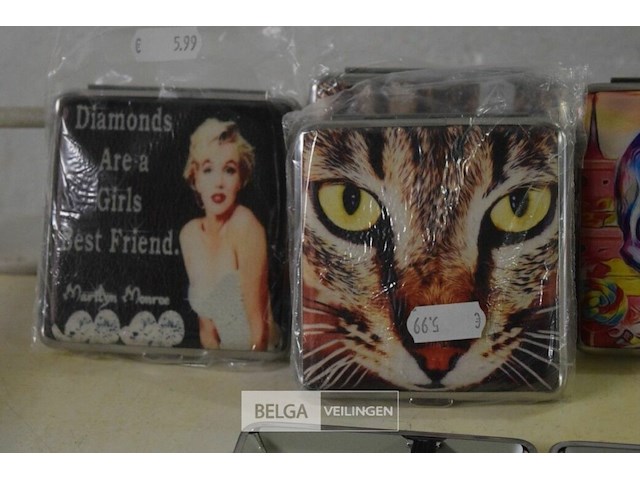 € 5.99
Diamonds
Are a
Girls
Best Friend.
Marilyn Monroe
€ 5.99
BELGA VEILINGEN